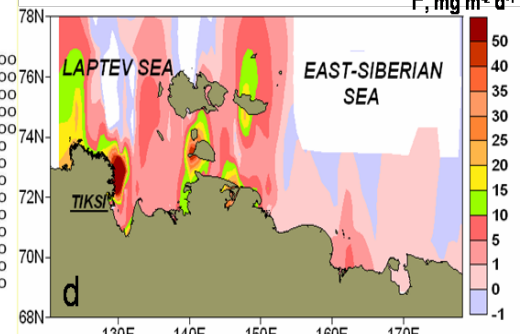 F, mg m⁻² d⁻¹
78N
LAPTEV SEA
EAST-SIBERIAN
SEA
76N
74N
72N
TIKSI
70N
d
68N
130E
140E
150E
160E
170E
50
40
35
30
25
20
15
10
5
1
0
-1